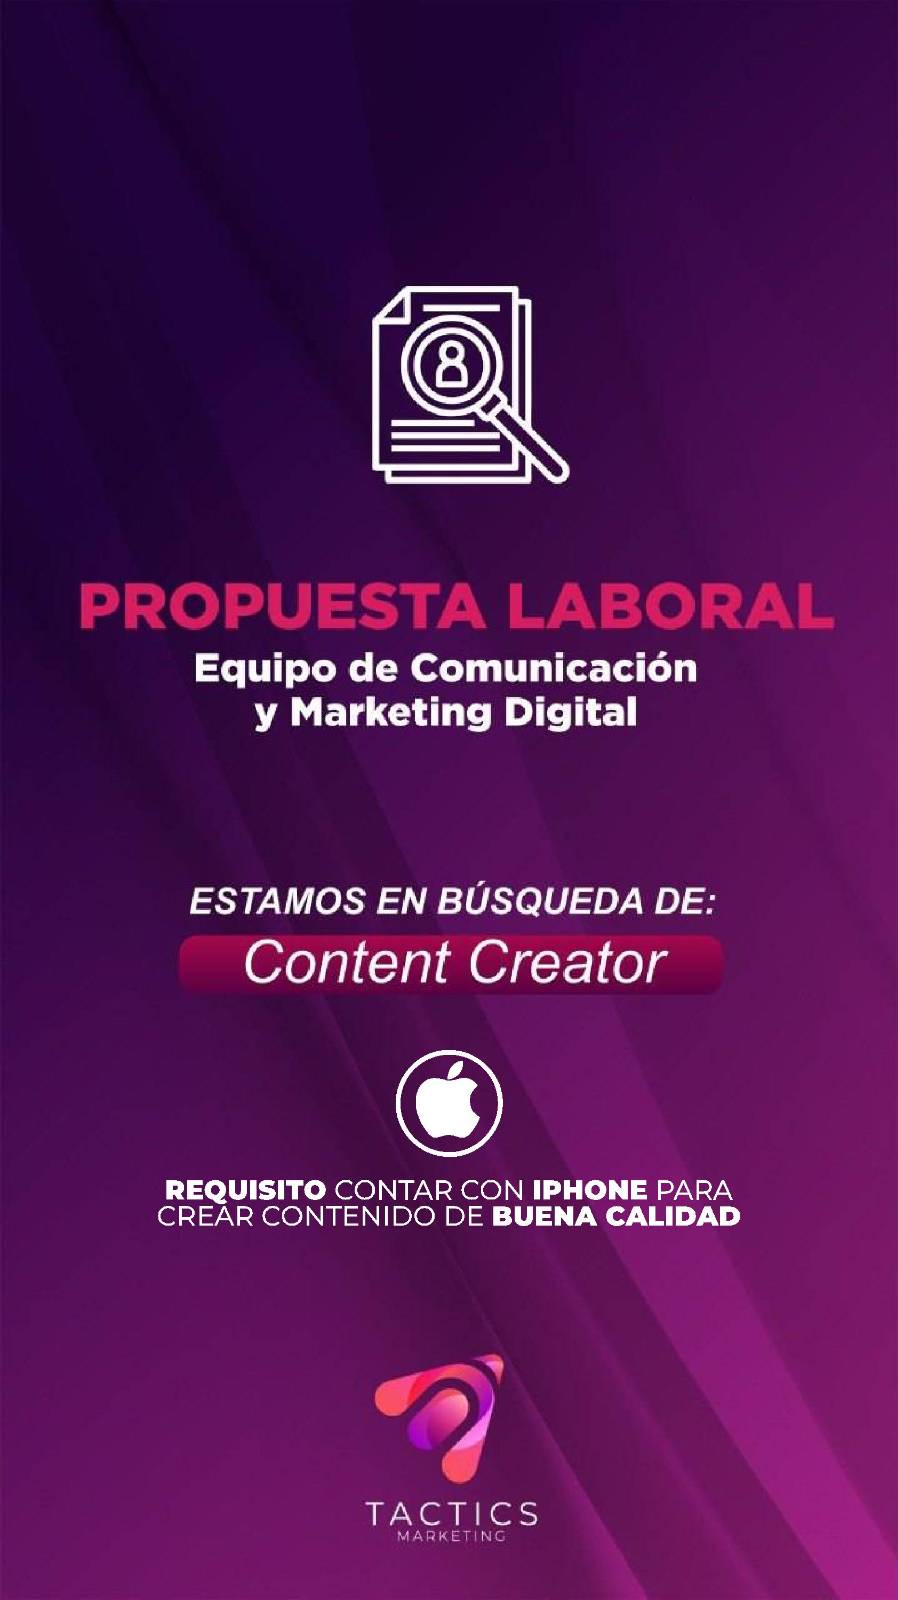 PROPUESTA LABORAL
Equipo de Comunicación
y Marketing Digital
ESTAMOS EN BÚSQUEDA DE:
Content Creator
REQUISITO CONTAR CON IPHONE PARA
CREAR CONTENIDO DE BUENA CALIDAD
TACTICS
MARKETING